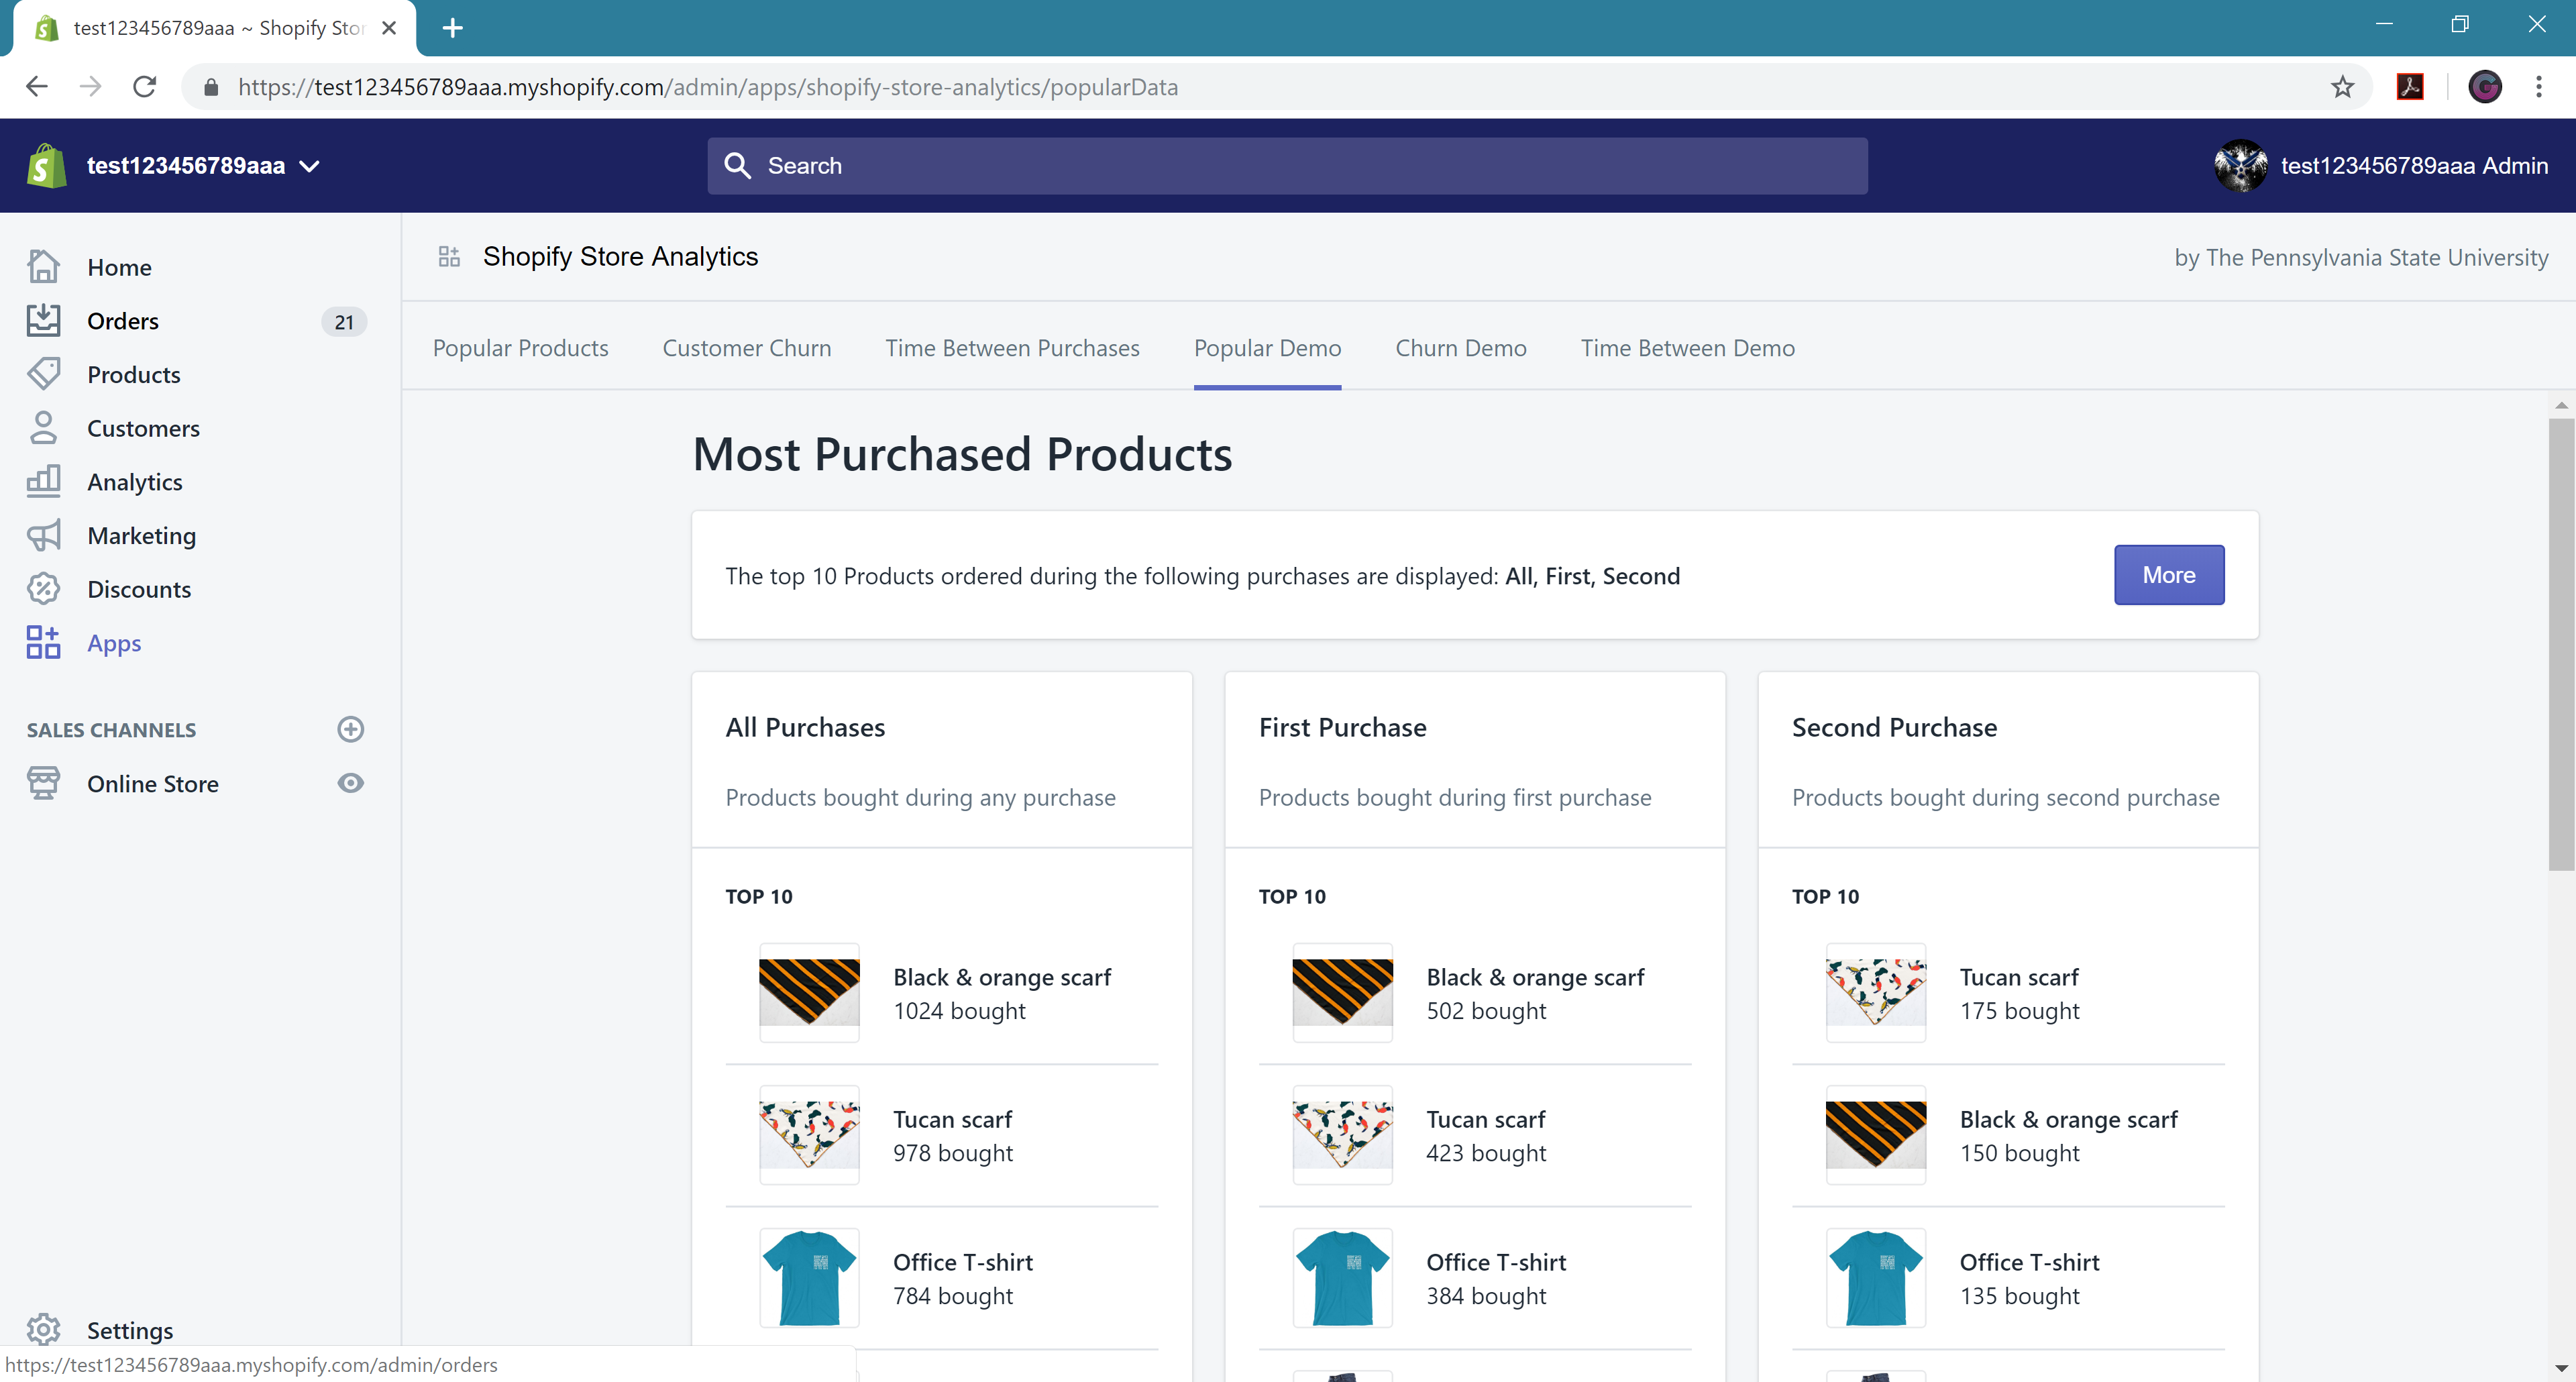 test123456789aaa ~ Shopify Stor
https://test123456789aaa.myshopify.com/admin/apps/shopify-store-analytics/popularData
test123456789aaa
Search
test123456789aaa Admin
Home
Orders
21
Products
Customers
Analytics
Marketing
Discounts
Apps
SALES CHANNELS
Online Store
Settings
https://test123456789aaa.myshopify.com/admin/orders
Shopify Store Analytics
by The Pennsylvania State University
Popular Products
Customer Churn
Time Between Purchases
Popular Demo
Churn Demo
Time Between Demo
Most Purchased Products
The top 10 Products ordered during the following purchases are displayed: All, First, Second
More
All Purchases
Products bought during any purchase
TOP 10
Black & orange scarf
1024 bought
Tucan scarf
978 bought
Office T-shirt
784 bought
First Purchase
Products bought during first purchase
TOP 10
Black & orange scarf
502 bought
Tucan scarf
423 bought
Office T-shirt
384 bought
Second Purchase
Products bought during second purchase
TOP 10
Tucan scarf
175 bought
Black & orange scarf
150 bought
Office T-shirt
135 bought